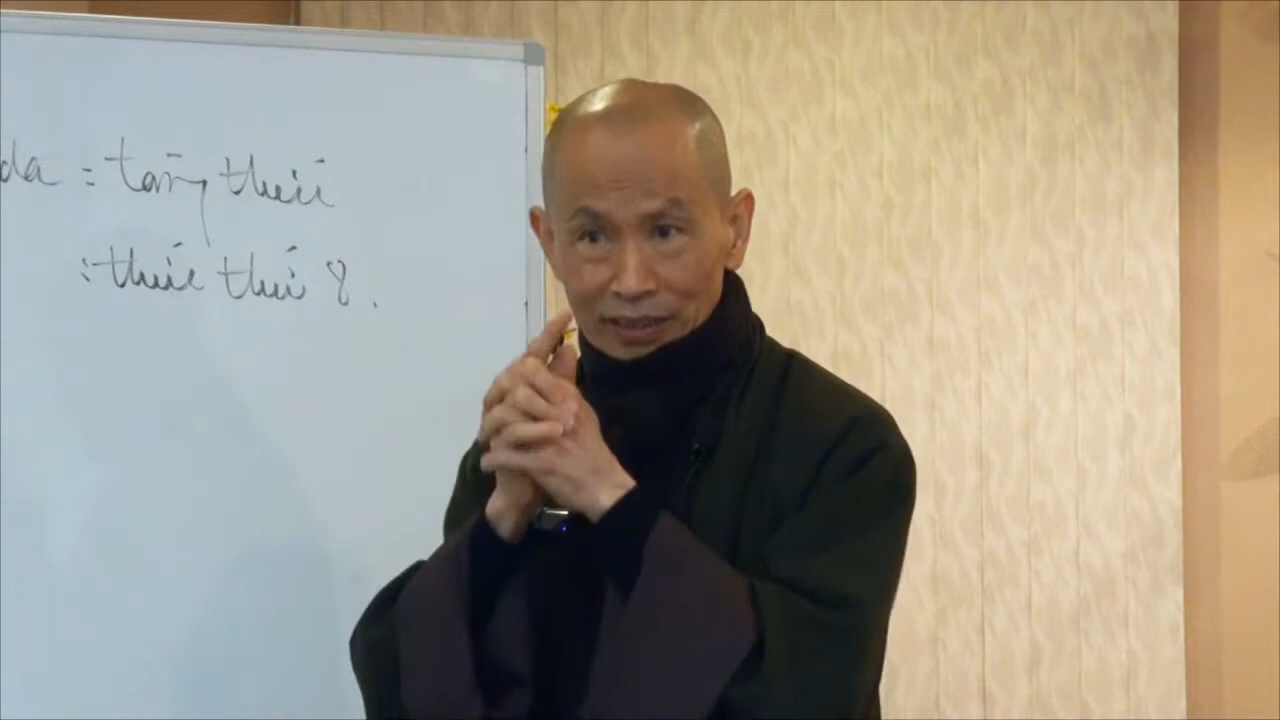 da = tàng thức
: thức thứ 8.